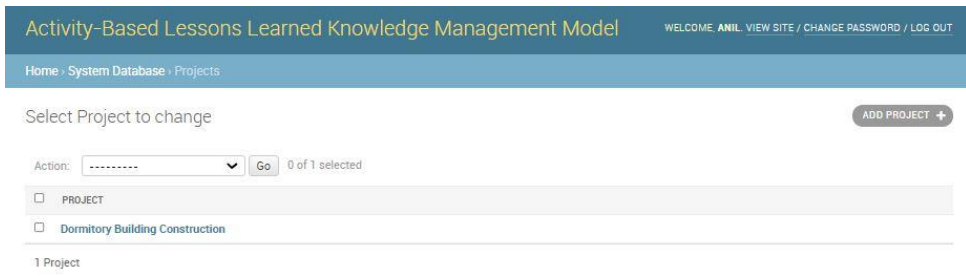 Activity-Based Lessons Learned Knowledge Management Model
WELCOME, ANIL. VIEW SITE / CHANGE PASSWORD / LOG OUT
Home › System Database › Projects
Select Project to change
ADD PROJECT +
Action: --------- Go 0 of 1 selected
PROJECT
Dormitory Building Construction
1 Project